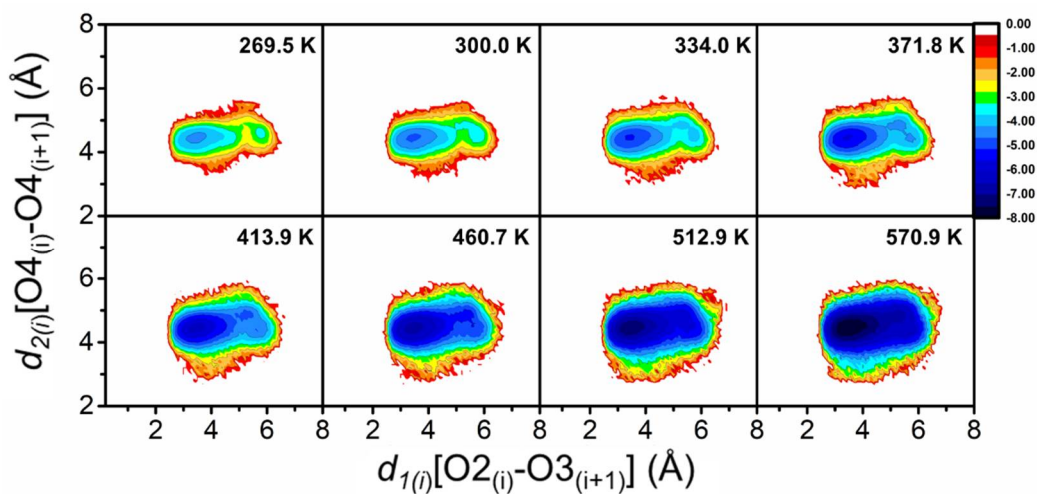 8
269.5 K
300.0 K
334.0 K
371.8 K
0.00
-1.00
-2.00
-3.00
-4.00
-5.00
-6.00
-7.00
-8.00
6
4
2
413.9 K
460.7 K
512.9 K
570.9 K
6
4
2
2 4 6 8 2 4 6 8 2 4 6 8 2 4 6 8
d2(i)[O4(i)-O4(i+1)] (Å)
d1(i)[O2(i)-O3(i+1)] (Å)